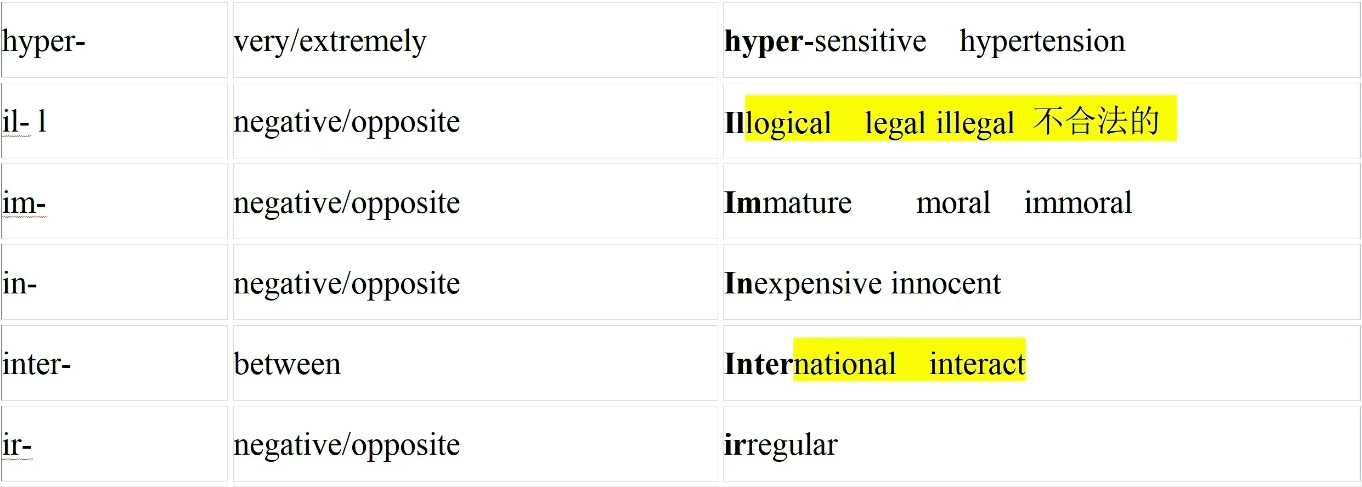 hyper- very/extremely hyper-sensitive hypertension
il- l negative/opposite Illogical legal illegal 不合法的
im- negative/opposite Immature moral immoral
in- negative/opposite Inexpensive innocent
inter- between International interact
ir- negative/opposite irregular